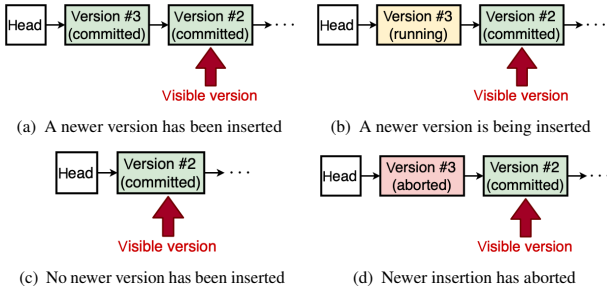 Head
Version #3
(committed)
Version #2
(committed)
· · ·
Visible version
(a) A newer version has been inserted
Head
Version #3
(running)
Version #2
(committed)
· · ·
Visible version
(b) A newer version is being inserted
Head
Version #2
(committed)
· · ·
Visible version
(c) No newer version has been inserted
Head
Version #3
(aborted)
Version #2
(committed)
· · ·
Visible version
(d) Newer insertion has aborted